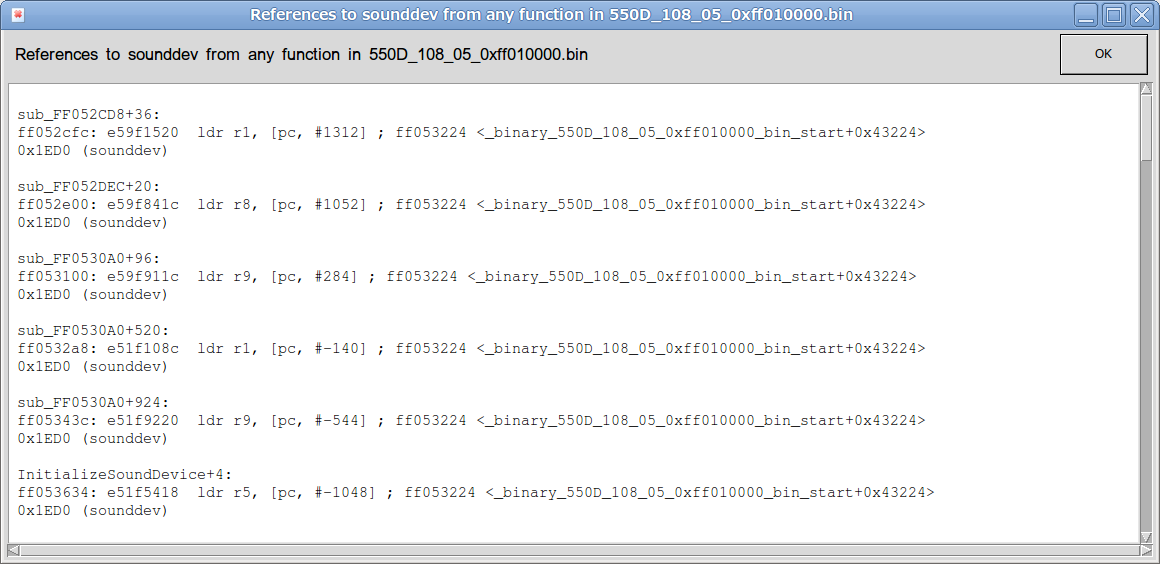 References to sounddev from any function in 550D_108_05_0xff010000.bin
References to sounddev from any function in 550D_108_05_0xff010000.bin
OK
sub_FF052CD8+36:
ff052cfc: e59f1520  ldr r1, [pc, #1312] ; ff053224 <_binary_550D_108_05_0xff010000_bin_start+0x43224>
0x1ED0 (sounddev)
sub_FF052DEC+20:
ff052e00: e59f841c  ldr r8, [pc, #1052] ; ff053224 <_binary_550D_108_05_0xff010000_bin_start+0x43224>
0x1ED0 (sounddev)
sub_FF0530A0+96:
ff053100: e59f911c  ldr r9, [pc, #284] ; ff053224 <_binary_550D_108_05_0xff010000_bin_start+0x43224>
0x1ED0 (sounddev)
sub_FF0530A0+520:
ff0532a8: e51f108c  ldr r1, [pc, #-140] ; ff053224 <_binary_550D_108_05_0xff010000_bin_start+0x43224>
0x1ED0 (sounddev)
sub_FF0530A0+924:
ff05343c: e51f9220  ldr r9, [pc, #-544] ; ff053224 <_binary_550D_108_05_0xff010000_bin_start+0x43224>
0x1ED0 (sounddev)
InitializeSoundDevice+4:
ff053634: e51f5418  ldr r5, [pc, #-1048] ; ff053224 <_binary_550D_108_05_0xff010000_bin_start+0x43224>
0x1ED0 (sounddev)